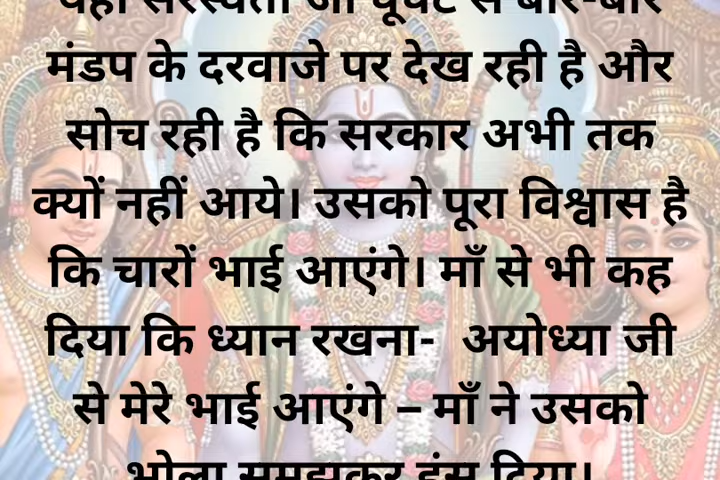 वहाँ सरस्वती जी घूंघट से बार-बार
मंडप के दरवाजे पर देख रही है और
सोच रही है कि सरकार अभी तक
क्यों नहीं आये। उसको पूरा विश्वास है
कि चारों भाई आएंगे। माँ से भी कह
दिया कि ध्यान रखना- अयोध्या जी
से मेरे भाई आएंगे – माँ ने उसको
भोला समझकर हंस दिया।